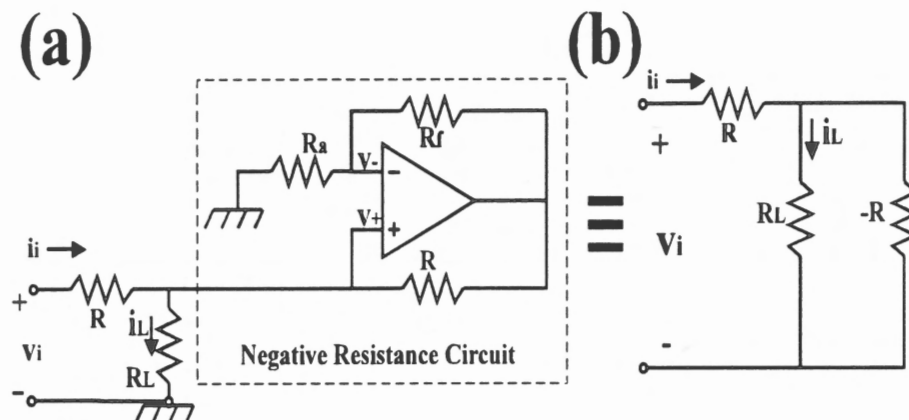 (a)
(b)
ii
R
Rf
Ra
V-
-
iL
V+
+
RL
-R
ii
R
+
Vi
+
R
iL
Vi
RL
-
Negative Resistance Circuit
-